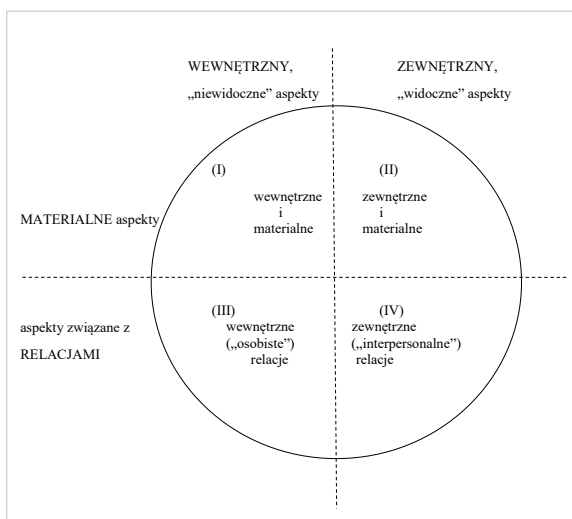 WEWNĘTRZNY,
„niewidoczne” aspekty
ZEWNĘTRZNY,
„widoczne” aspekty
(I)
wewnętrzne
i
materialne
(II)
zewnętrzne
i
materialne
MATERIALNE aspekty
aspekty związane z
RELACJAMI
(III)
wewnętrzne
(„osobiste”)
relacje
(IV)
zewnętrzne
(„interpersonalne”)
relacje